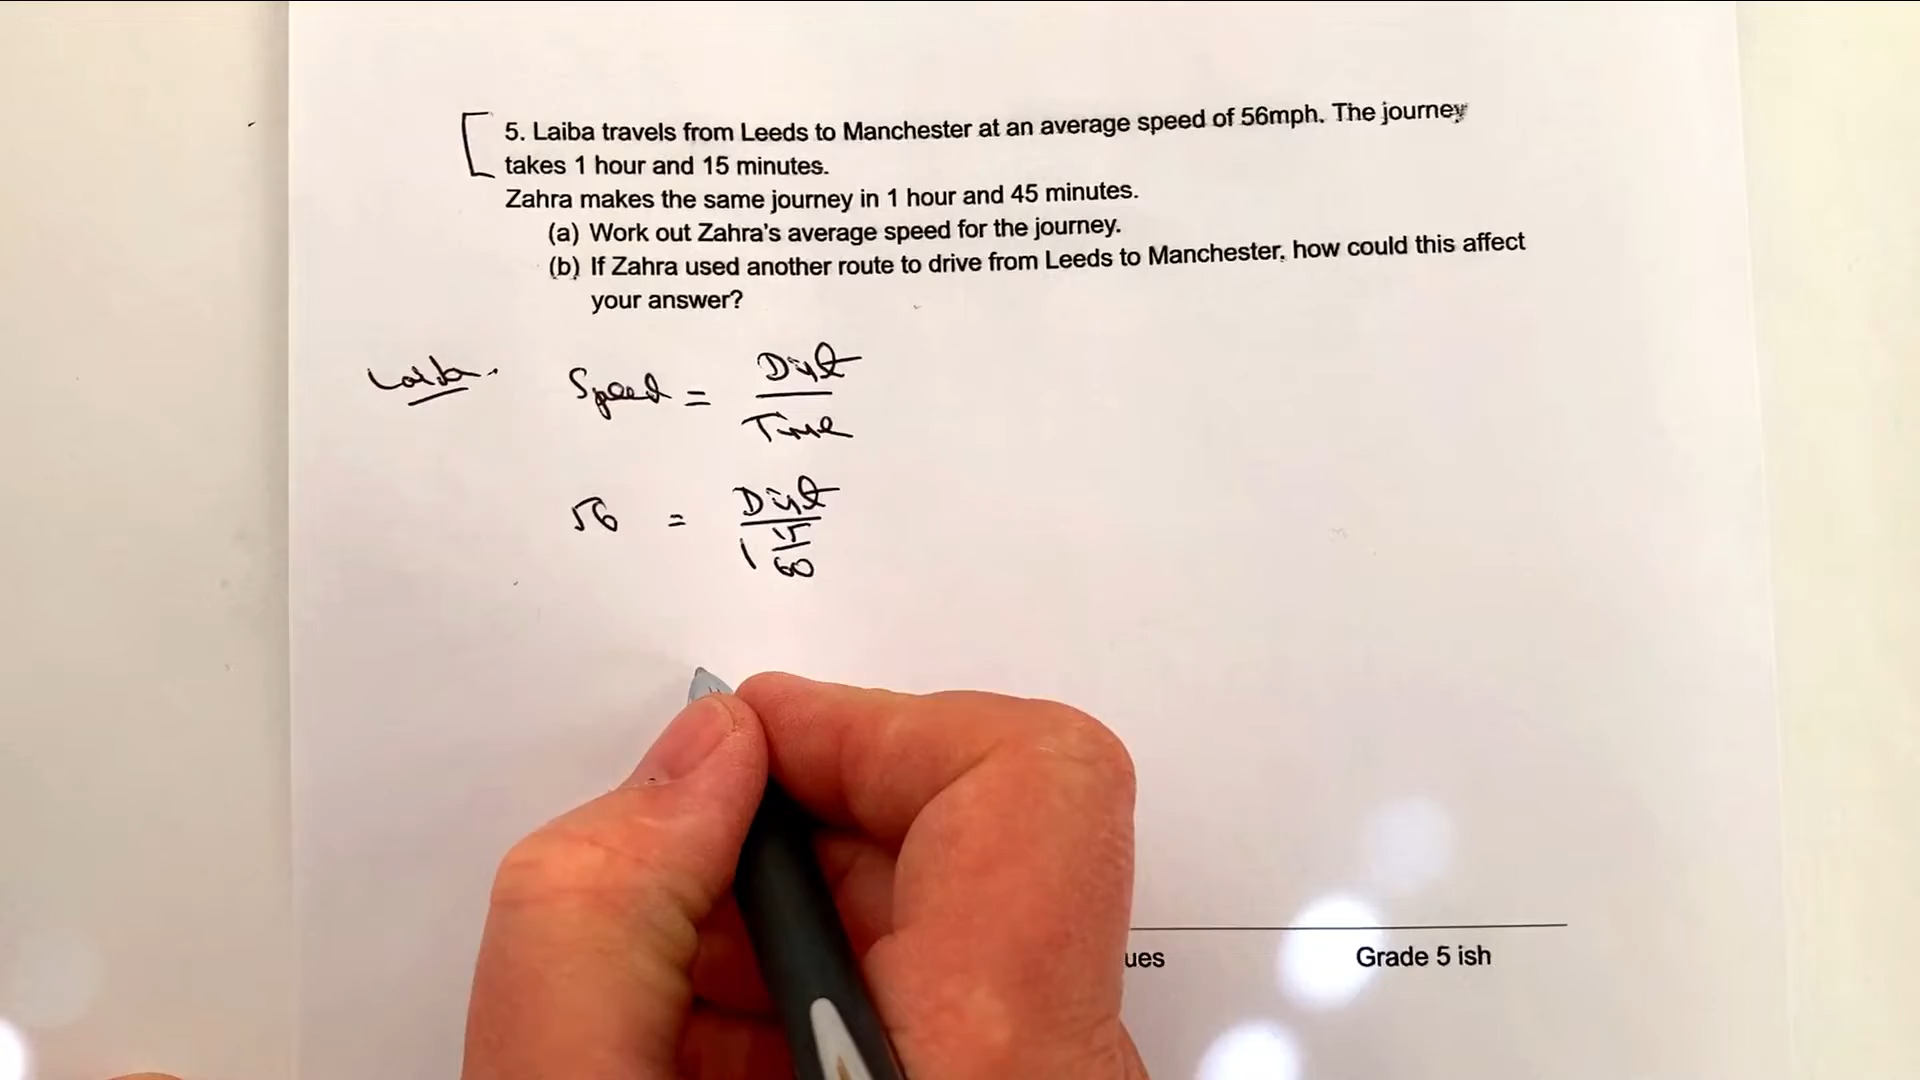 5. Laiba travels from Leeds to Manchester at an average speed of 56mph. The journey
takes 1 hour and 15 minutes.
Zahra makes the same journey in 1 hour and 45 minutes.
(a) Work out Zahra's average speed for the journey.
(b) If Zahra used another route to drive from Leeds to Manchester, how could this affect
your answer?
Laiba.
Speed = Dist
Time
56 = Dist
1 15
60
ues
Grade 5 ish